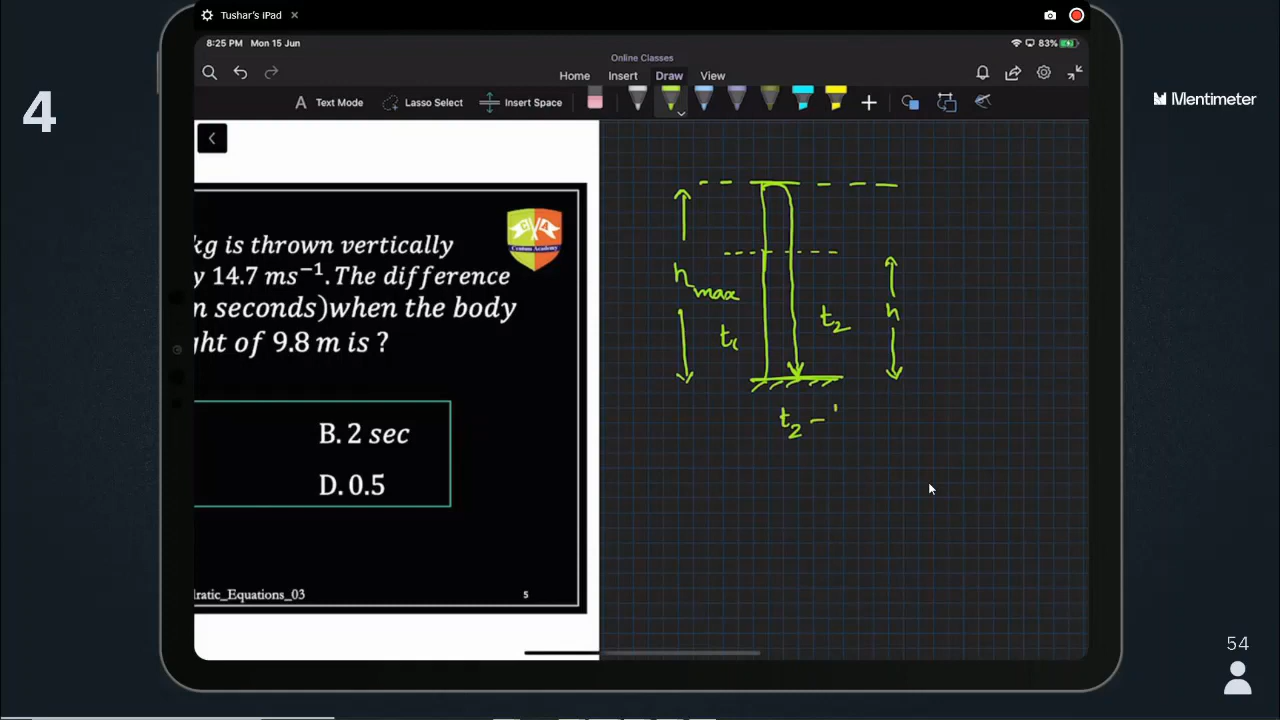 Tushar's iPad ×
8:25 PM Mon 15 Jun
83%
Online Classes
Home Insert Draw View
Text Mode Lasso Select Insert Space
4
Mentimeter
kg is thrown vertically
y 14.7 ms⁻¹. The difference
n seconds)when the body
ght of 9.8 m is ?
B. 2 sec
D. 0.5
dratic_Equations_03
5
hmax
t₁
t₂
h
t₂ -
54